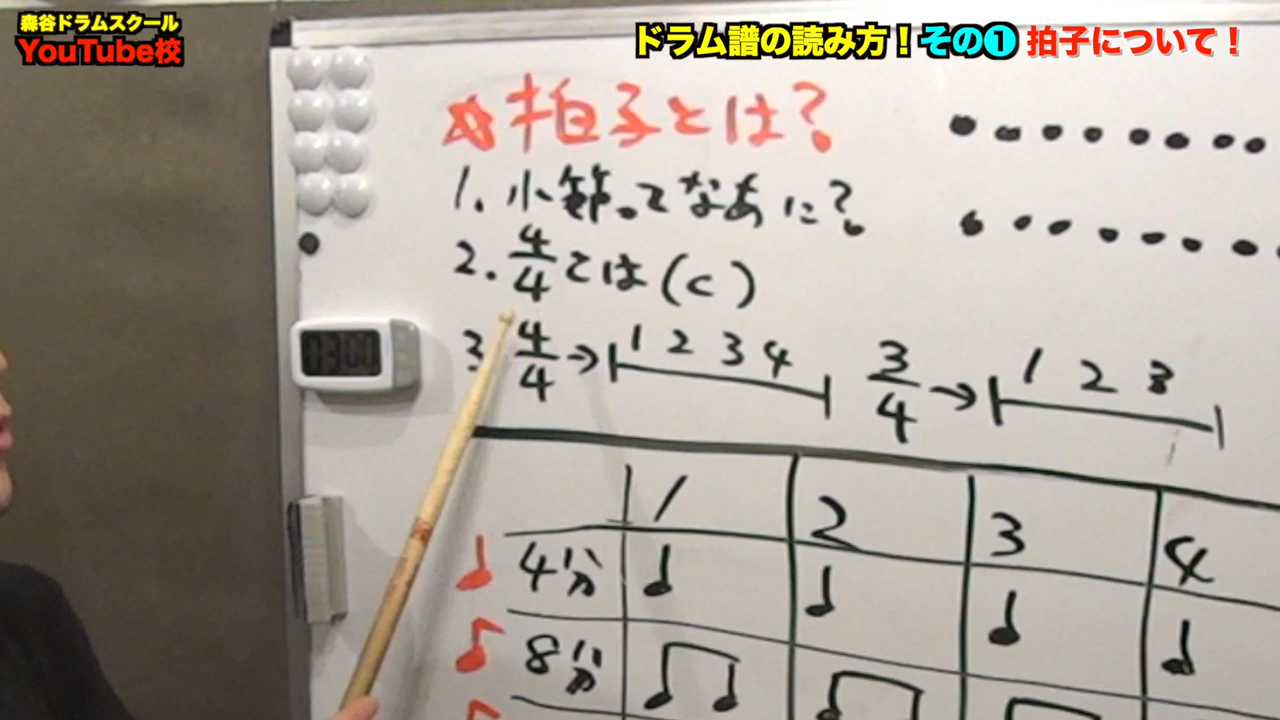 森谷ドラムスクール
YouTube校
ドラム譜の読み方!その❶ 拍子について!
☆拍子とは?
1. 小節ってなあに?
2. 4/4とは(C)
3. 4/4→ 1 2 3 4 3/4→ 1 2 3
1 2 3 4
♩ 4分 ♩ ♩ ♩ ♩
♪ 8分 ♫ ♫ ♫